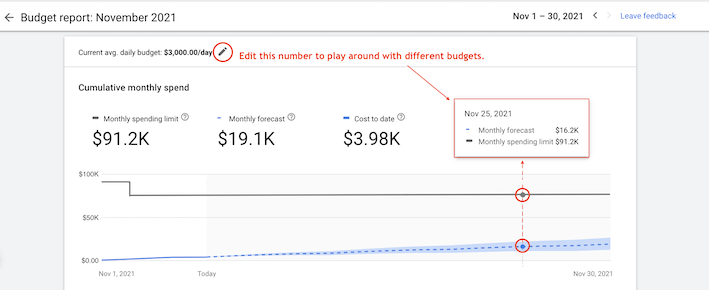 Budget report: November 2021
Nov 1 – 30, 2021
Leave feedback
Current avg. daily budget: $3,000.00/day
Edit this number to play around with different budgets.
Cumulative monthly spend
Monthly spending limit
$91.2K
Monthly forecast
$19.1K
Cost to date
$3.98K
Nov 25, 2021
Monthly forecast $16.2K
Monthly spending limit $91.2K
$100K
$50K
$0.00
Nov 1, 2021
Today
Nov 30, 2021